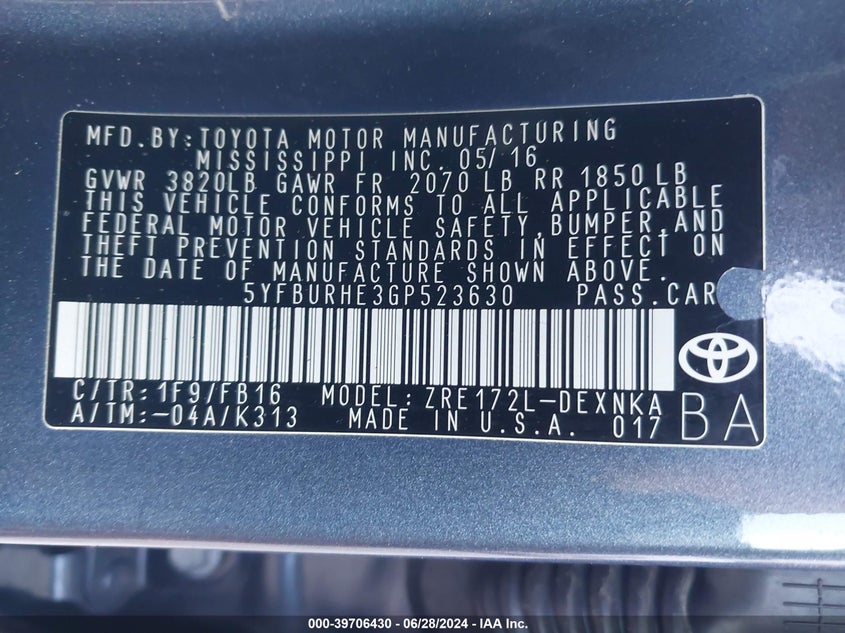 MFD.BY:TOYOTA MOTOR MANUFACTURING
MISSISSIPPI INC. 05/16
GVWR 3820LB GAWR FR 2070 LB RR 1850 LB
THIS VEHICLE CONFORMS TO ALL APPLICABLE
FEDERAL MOTOR VEHICLE SAFETY,BUMPER,AND
THEFT PREVENTION STANDARDS IN EFFECT ON
THE DATE OF MANUFACTURE SHOWN ABOVE.
5YFBURHE3GP523630 PASS.CAR
C/TR:1F9/FB16 MODEL:ZRE172L-DEXNKA
A/TM:-04A/K313 MADE IN U.S.A. 017
BA
000-39706430 - 06/28/2024 - IAA Inc.